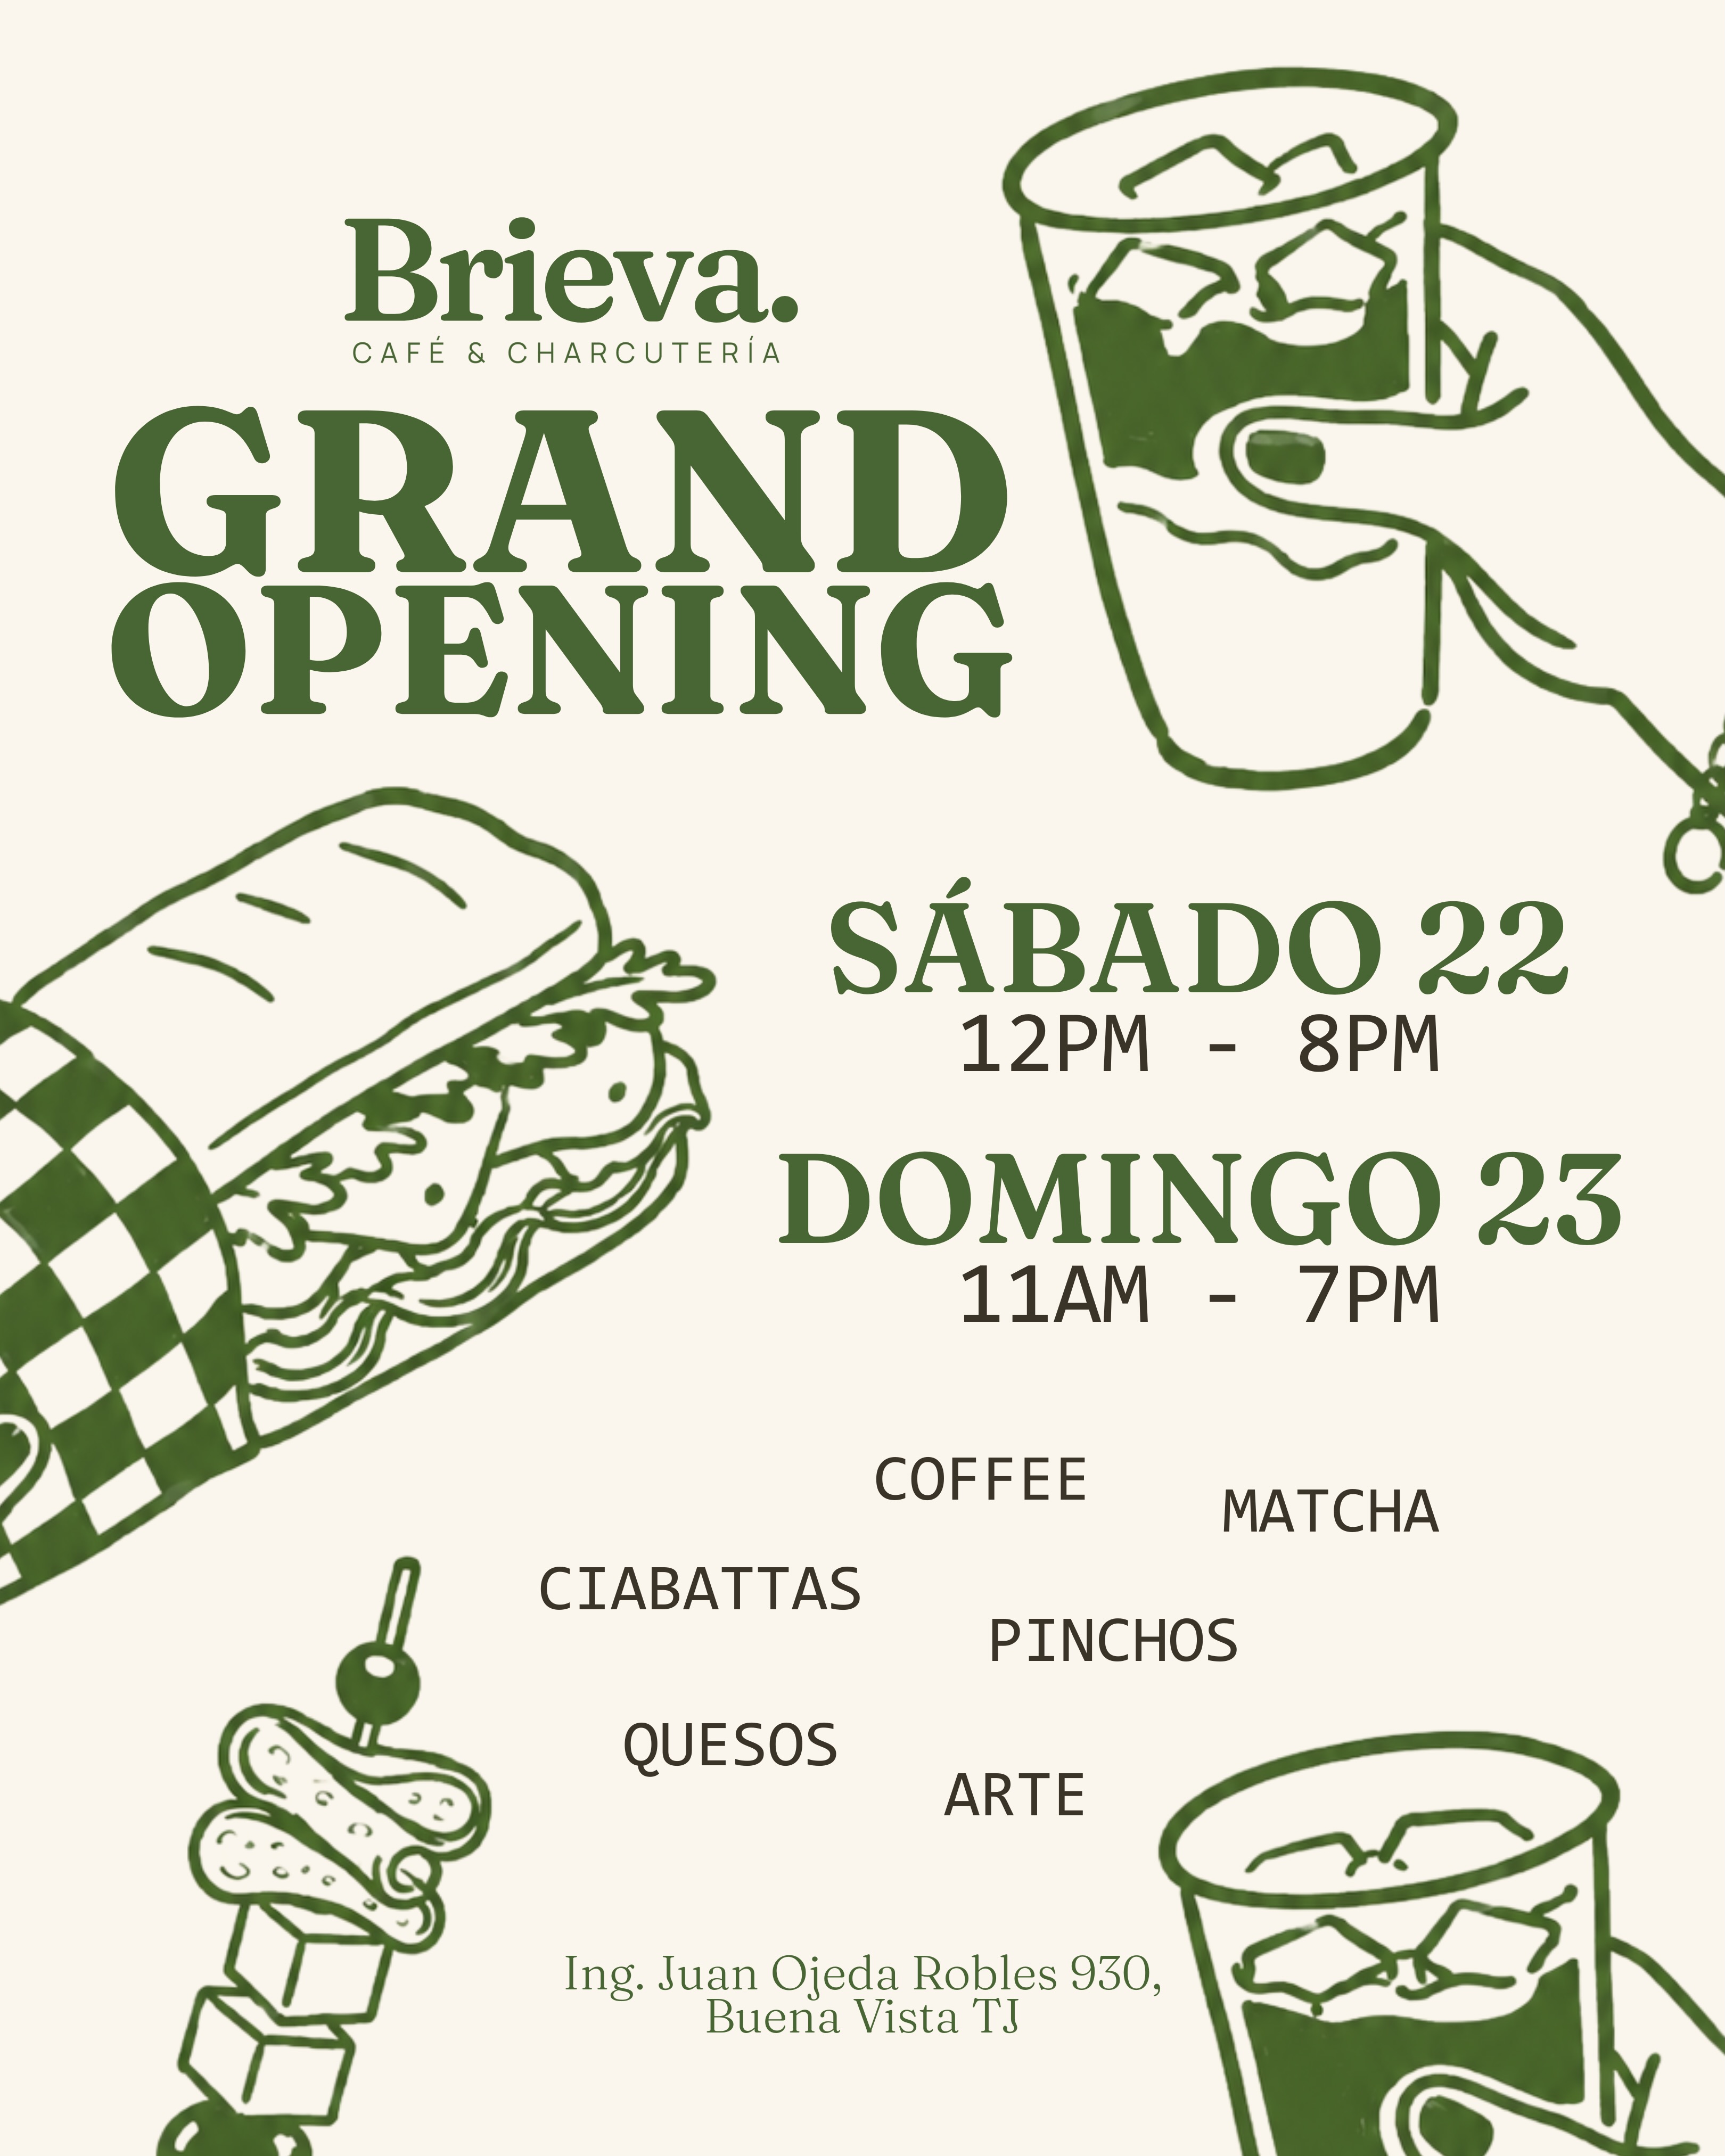 Brieva.
CAFÉ & CHARCUTERÍA
GRAND
OPENING
SÁBADO 22
12PM - 8PM
DOMINGO 23
11AM - 7PM
COFFEE
MATCHA
CIABATTAS
PINCHOS
QUESOS
ARTE
Ing. Juan Ojeda Robles 930,
Buena Vista TJ